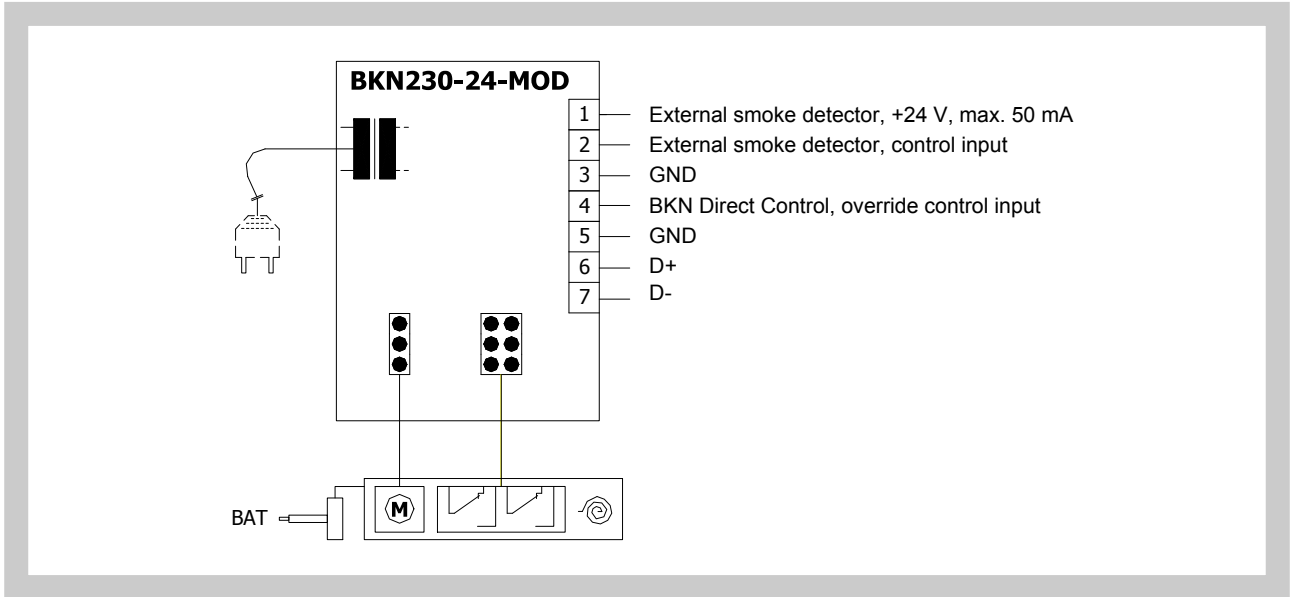 BKN230-24-MOD
1 External smoke detector, +24 V, max. 50 mA
2 External smoke detector, control input
3 GND
4 BKN Direct Control, override control input
5 GND
6 D+
7 D-
BAT M